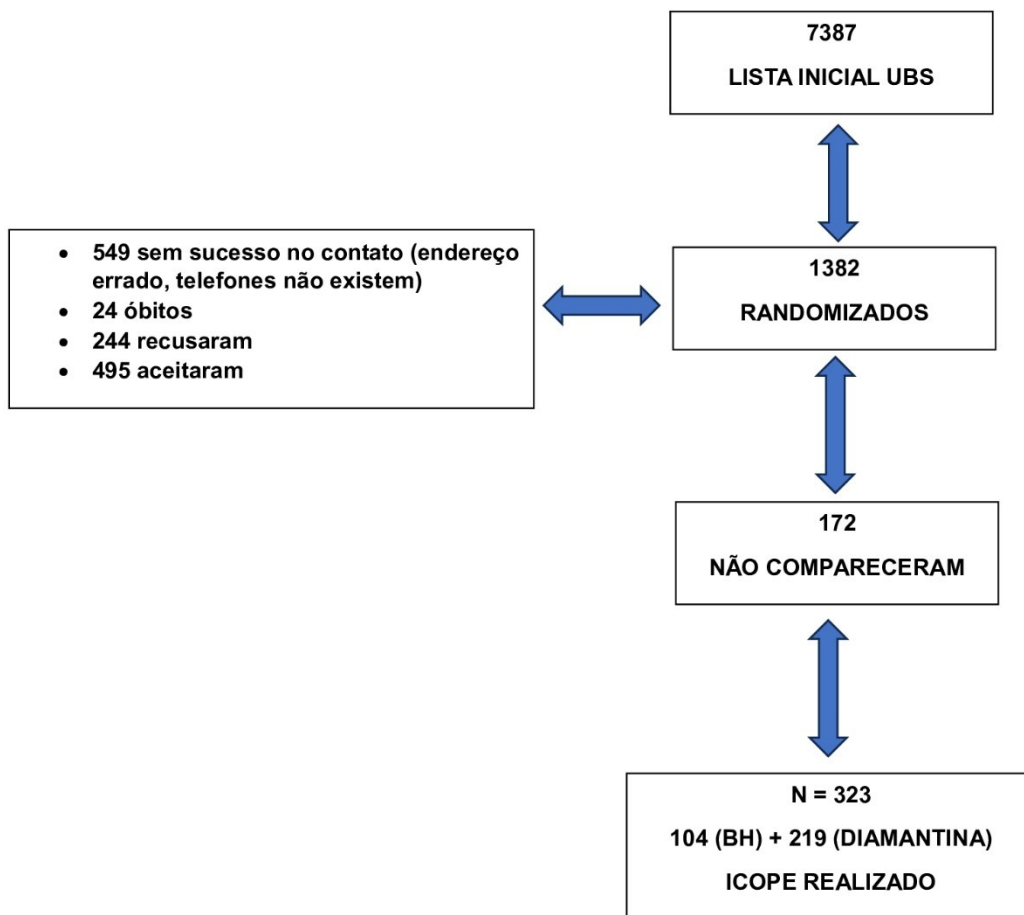 7387
LISTA INICIAL UBS
• 549 sem sucesso no contato (endereço
errado, telefones não existem)
• 24 óbitos
• 244 recusaram
• 495 aceitaram
1382
RANDOMIZADOS
172
NÃO COMPARECERAM
N = 323
104 (BH) + 219 (DIAMANTINA)
ICOPE REALIZADO